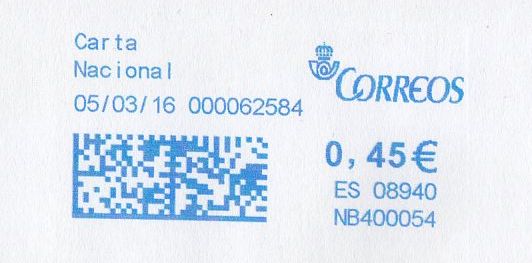 Carta
Nacional
05/03/16 000062584
CORREOS
0,45€
ES 08940
NB400054